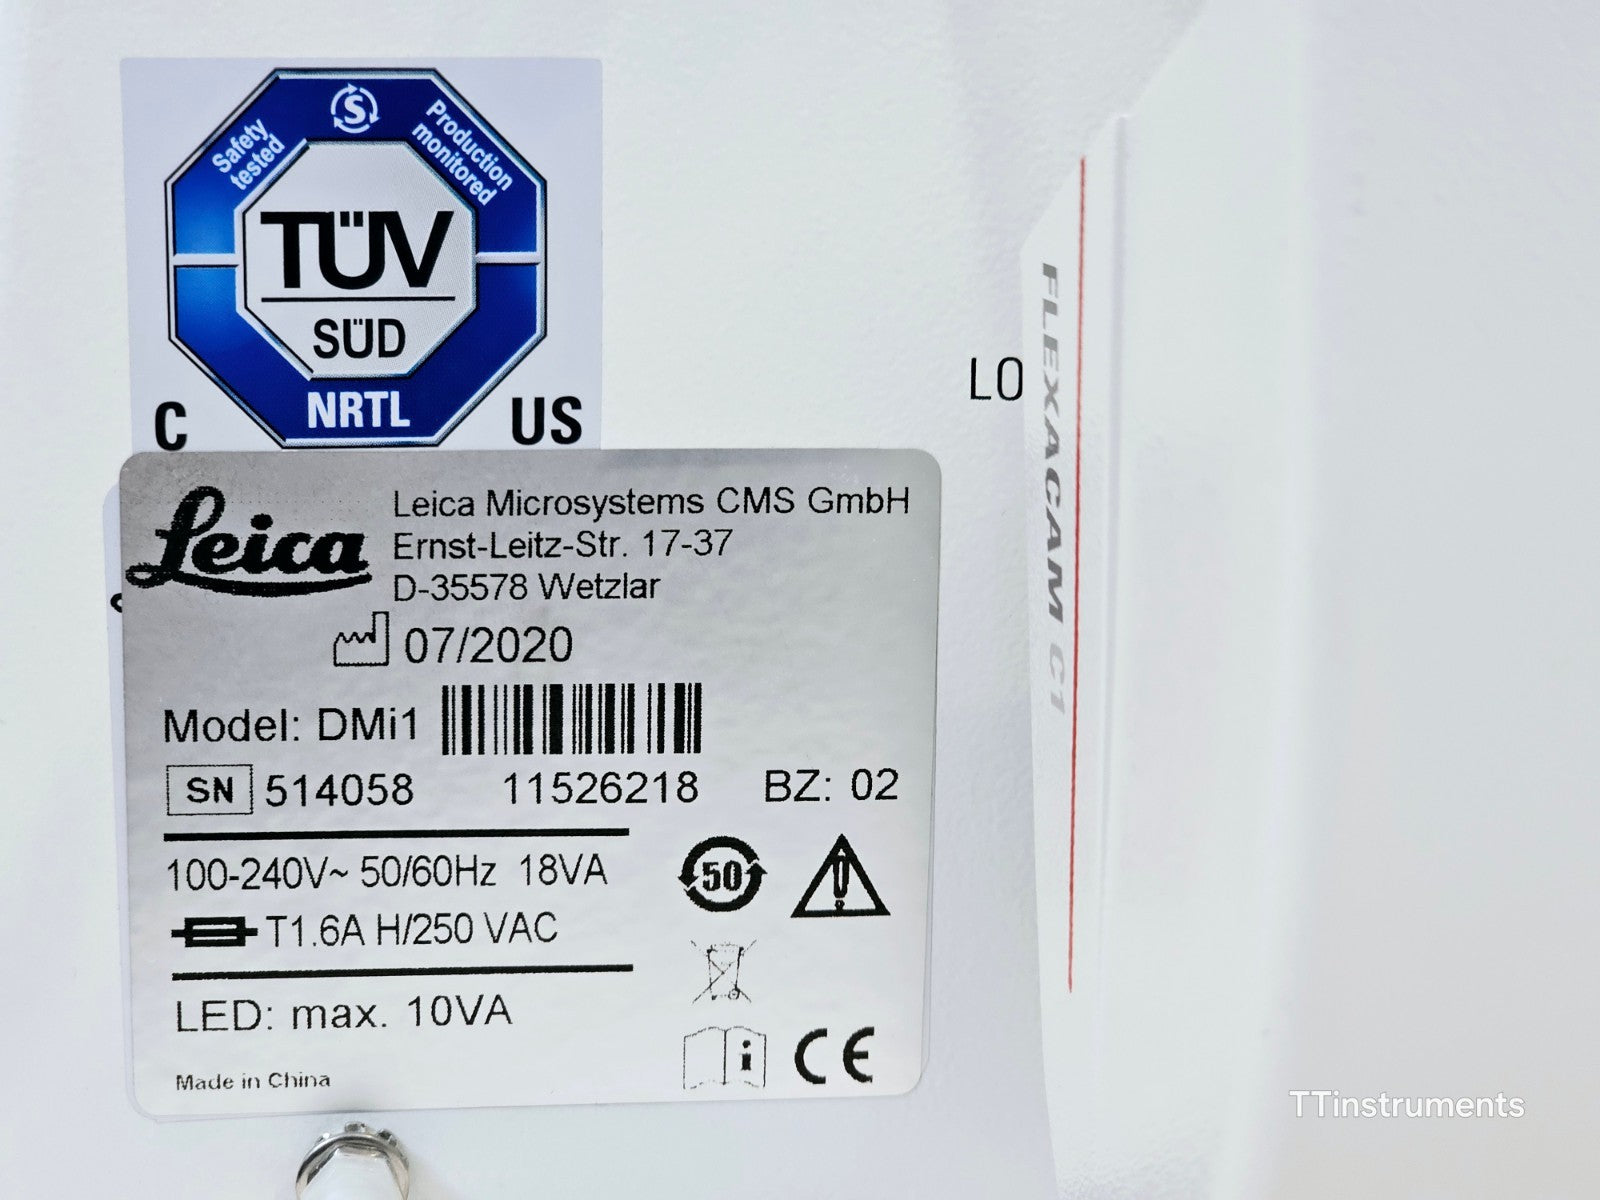 S
Safety
tested
Production
monitored
TÜV
SÜD
NRTL
C
US
LO
FLEXACAM C1
Leica
Leica Microsystems CMS GmbH
Ernst-Leitz-Str. 17-37
D-35578 Wetzlar
07/2020
Model: DMi1
SN 514058 11526218 BZ: 02
100-240V~ 50/60Hz 18VA
50
T1.6A H/250 VAC
LED: max. 10VA
i
CE
Made in China
TTinstruments